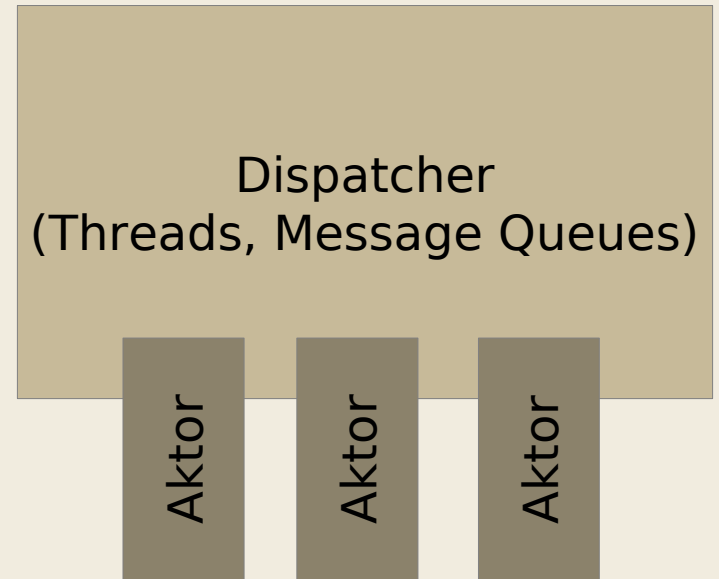 Dispatcher
(Threads, Message Queues)
Aktor
Aktor
Aktor